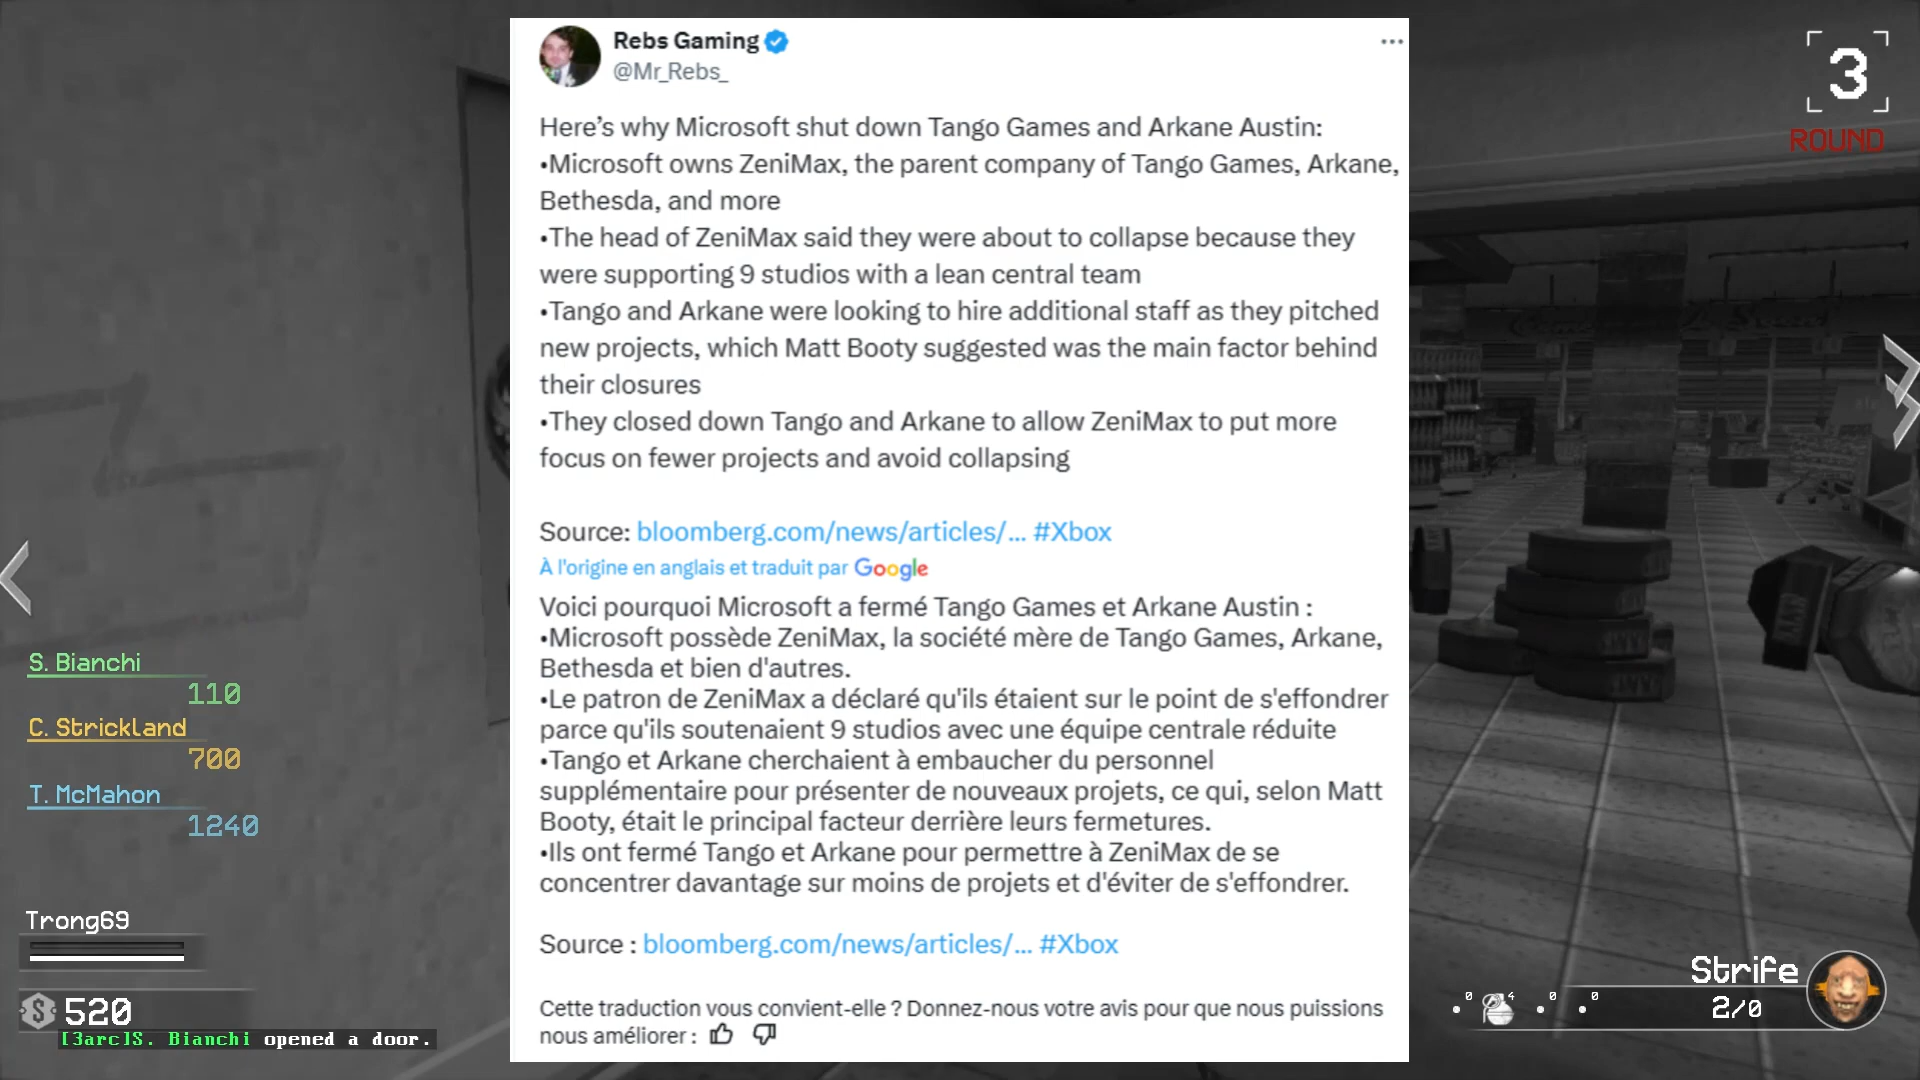 Rebs Gaming
@Mr_Rebs_
Here’s why Microsoft shut down Tango Games and Arkane Austin:
•Microsoft owns ZeniMax, the parent company of Tango Games, Arkane,
Bethesda, and more
•The head of ZeniMax said they were about to collapse because they
were supporting 9 studios with a lean central team
•Tango and Arkane were looking to hire additional staff as they pitched
new projects, which Matt Booty suggested was the main factor behind
their closures
•They closed down Tango and Arkane to allow ZeniMax to put more
focus on fewer projects and avoid collapsing
Source: bloomberg.com/news/articles/... #Xbox
À l'origine en anglais et traduit par Google
Voici pourquoi Microsoft a fermé Tango Games et Arkane Austin :
•Microsoft possède ZeniMax, la société mère de Tango Games, Arkane,
Bethesda et bien d'autres.
•Le patron de ZeniMax a déclaré qu'ils étaient sur le point de s'effondrer
parce qu'ils soutenaient 9 studios avec une équipe centrale réduite
•Tango et Arkane cherchaient à embaucher du personnel
supplémentaire pour présenter de nouveaux projets, ce qui, selon Matt
Booty, était le principal facteur derrière leurs fermetures.
•Ils ont fermé Tango et Arkane pour permettre à ZeniMax de se
concentrer davantage sur moins de projets et d'éviter de s'effondrer.
Source : bloomberg.com/news/articles/... #Xbox
Cette traduction vous convient-elle ? Donnez-nous votre avis pour que nous puissions
nous améliorer :
3
ROUND
S. Bianchi
110
C. Strickland
700
T. McMahon
1240
Trong69
520
[3arc]S. Bianchi opened a door.
Strife
0 4 0 0
2/0